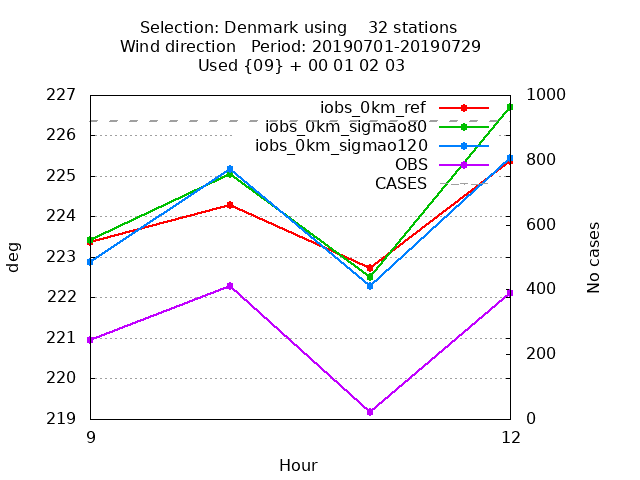 Selection: Denmark using    32 stations
Wind direction   Period: 20190701-20190729
Used {09} + 00 01 02 03
227
226
225
224
223
222
221
220
219
deg
iobs_0km_ref
iobs_0km_sigmao80
iobs_0km_sigmao120
OBS
CASES
1000
800
600
400
200
0
No cases
9
12
Hour